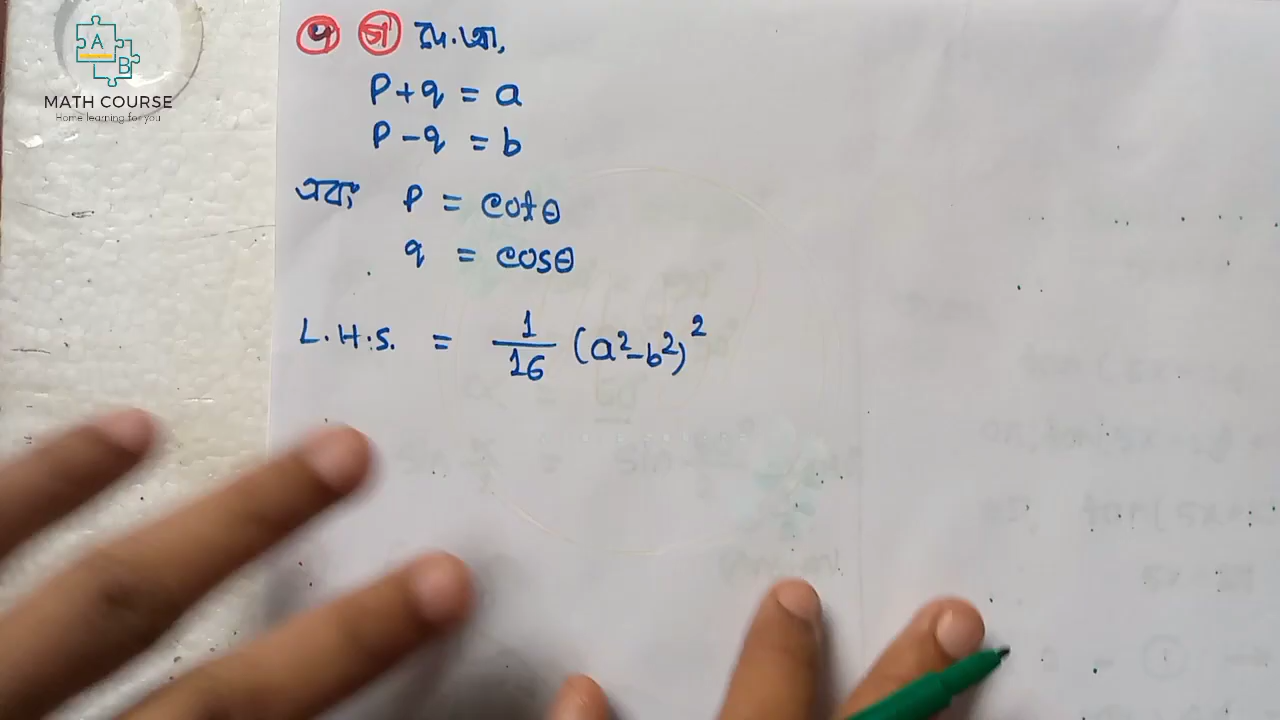 A
B
MATH COURSE
Home learning for you
p + q = a
p - q = b
এবং p = cotθ
q = cosθ
L.H.S. = 1/16 (a²-b²)²